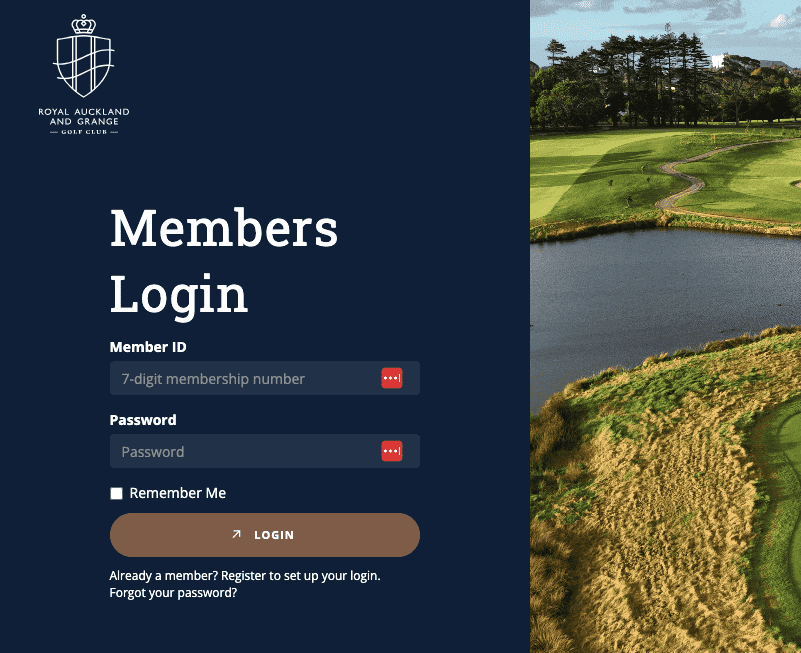 ROYAL AUCKLAND
AND GRANGE
GOLF CLUB
Members
Login
Member ID
7-digit membership number
Password
Password
Remember Me
LOGIN
Already a member? Register to set up your login.
Forgot your password?